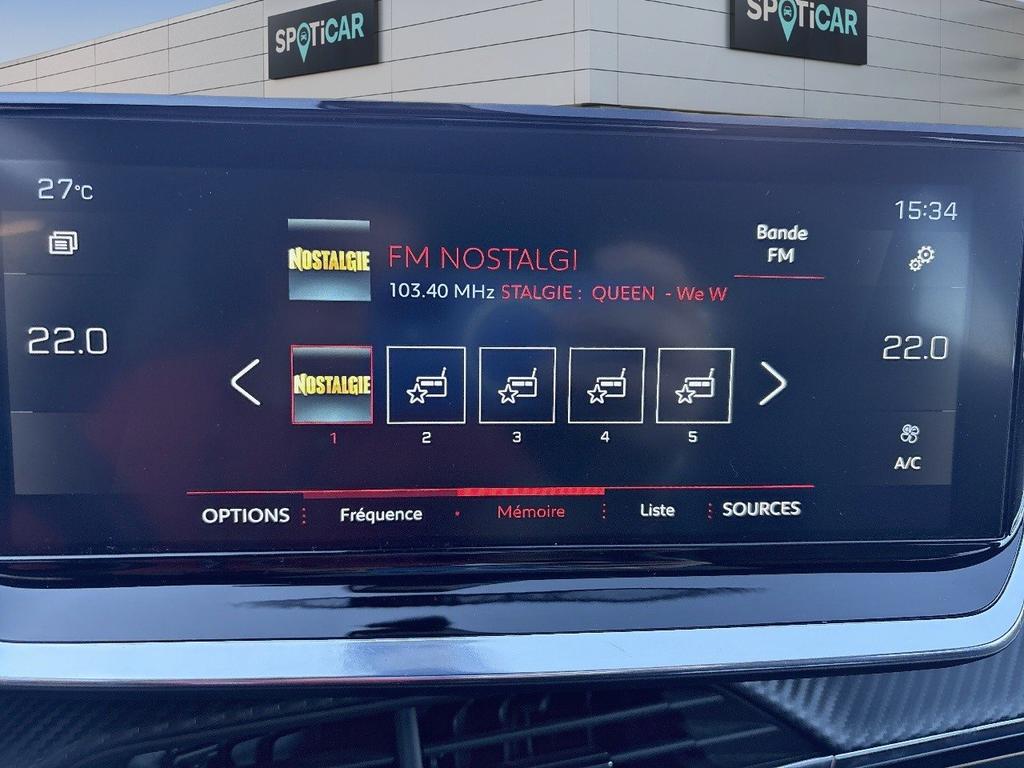 SPOTiCAR
SPOTiCAR
27°C
15:34
NOSTALGIE
FM NOSTALGI
Bande
FM
103.40 MHz STALGIE : QUEEN - We W
22.0
22.0
NOSTALGIE
1
2
3
4
5
A/C
OPTIONS
Fréquence
Mémoire
Liste
SOURCES